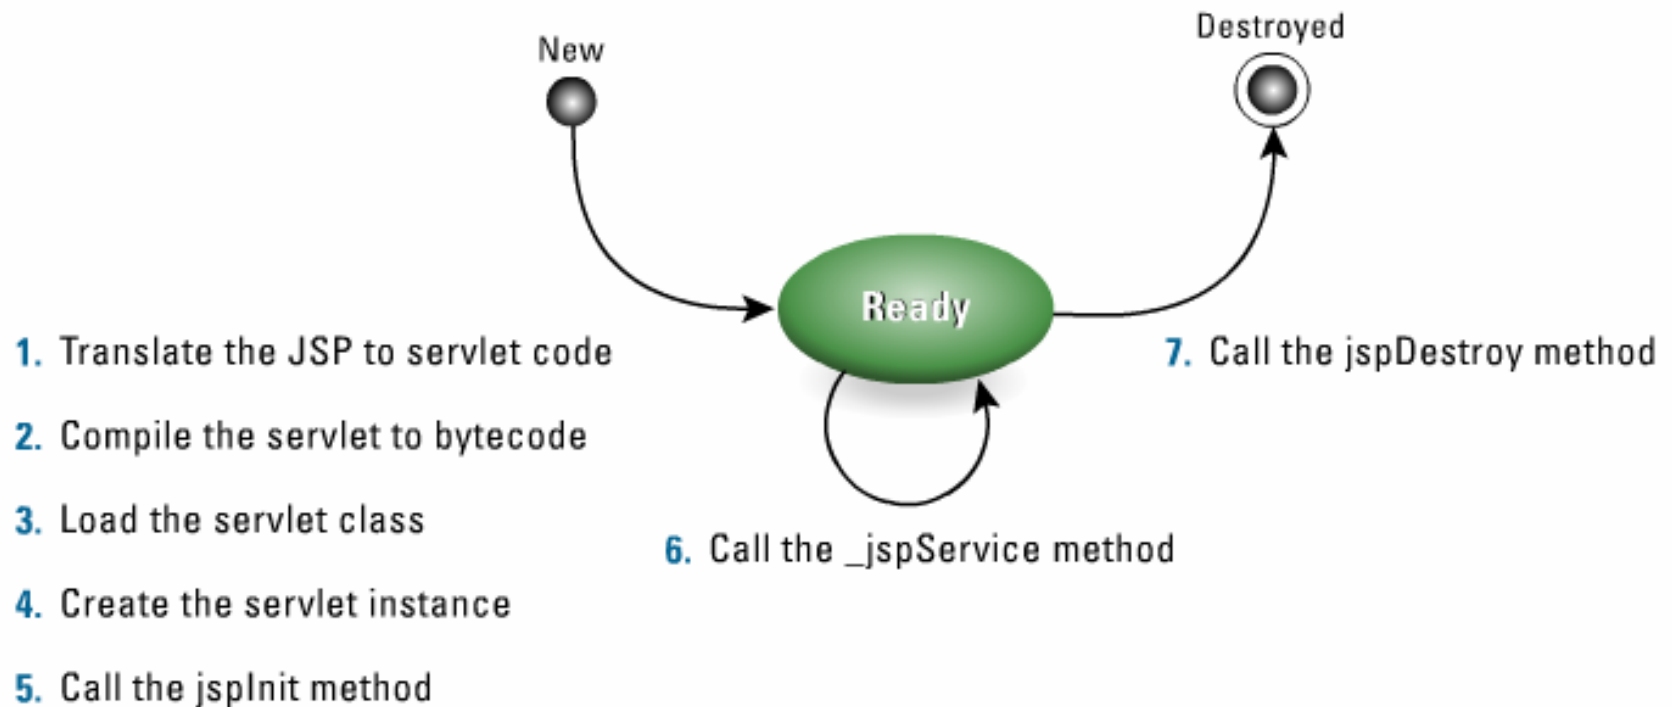 New
Destroyed
Ready
1. Translate the JSP to servlet code
2. Compile the servlet to bytecode
3. Load the servlet class
4. Create the servlet instance
5. Call the jspInit method
6. Call the _jspService method
7. Call the jspDestroy method